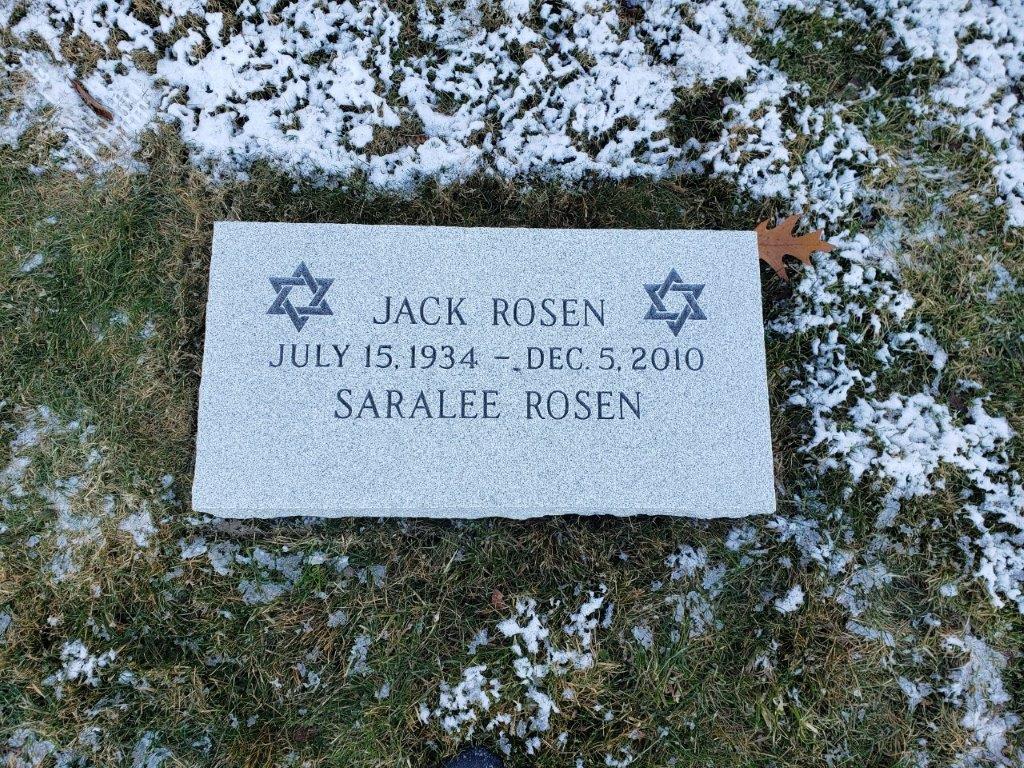 JACK ROSEN
JULY 15, 1934 - DEC. 5, 2010
SARALEE ROSEN